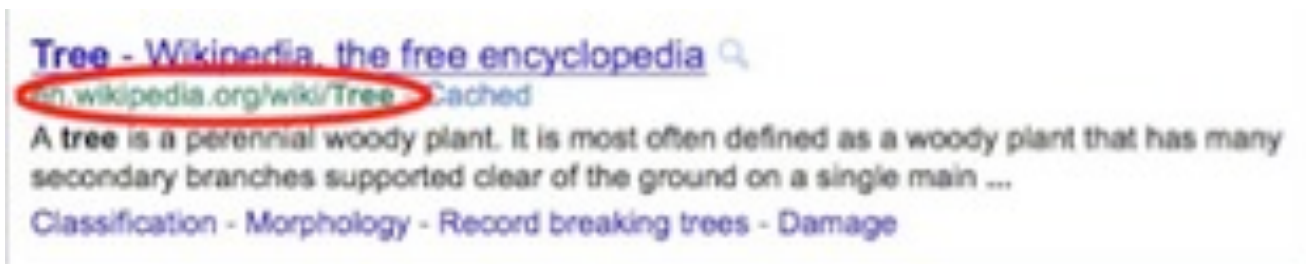 Tree - Wikipedia, the free encyclopedia
en.wikipedia.org/wiki/Tree Cached
A tree is a perennial woody plant. It is most often defined as a woody plant that has many
secondary branches supported clear of the ground on a single main ...
Classification - Morphology - Record breaking trees - Damage